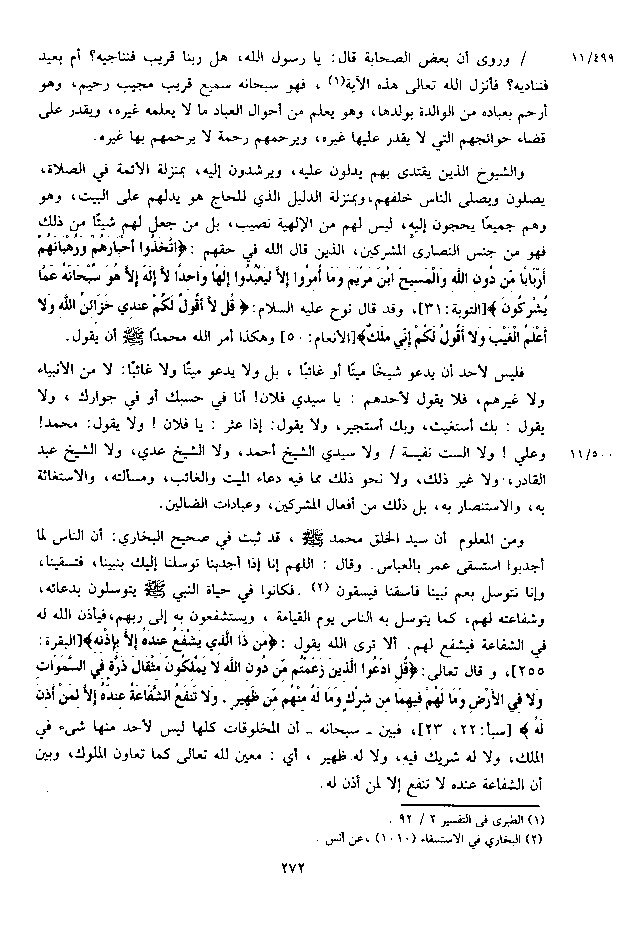 ١١/٤٩٩ / وروى أن بعض الصحابة قال: يا رسول الله، هل ربنا قريب فنناجيه؟ أم بعيد
فنناديه؟ فأنزل الله تعالى هذه الآية(١) ، فهو سبحانه سميع قريب مجيب رحيم، وهو
أرحم بعباده من الوالدة بولدها، وهو يعلم من أحوال العباد ما لا يعلمه غيره، ويقدر على
قضاء حوائجهم التي لا يقدر عليها غيره، ويرحمهم رحمة لا يرحمهم بها غيره.
والشيوخ الذين يقتدى بهم يدلون عليه، ويرشدون إليه، بمنزلة الأئمة في الصلاة،
يصلون ويصلى الناس خلفهم، وبمنزلة الدليل الذي للحاج هو يدلهم على البيت، وهو
وهم جميعًا يحجون إليه، ليس لهم من الإلهية نصيب، بل من جعل لهم شيئًا من ذلك
فهو من جنس النصارى المشركين، الذين قال الله في حقهم :﴿اتَّخَذُوا أَحْبَارَهُمْ وَرُهْبَانَهُمْ
أَرْبَابًا مِّن دُونِ اللَّهِ وَالْمَسِيحَ ابْنَ مَرْيَمَ وَمَا أُمِرُوا إِلاَّ لِيَعْبُدُوا إِلَهًا وَاحِدًا لاَّ إِلَهَ إِلاَّ هُوَ سُبْحَانَهُ عَمَّا
يُشْرِكُونَ﴾[التوبة:٣١]، وقد قال نوح عليه السلام:﴿ قُل لاَّ أَقُولُ لَكُمْ عِندِي خَزَائِنُ اللَّهِ وَلا
أَعْلَمُ الْغَيْبَ وَلا أَقُولُ لَكُمْ إِنِّي مَلَكٌ﴾[الأنعام:٥٠] وهكذا أمر الله محمدًا ﷺ أن يقول.
فليس لأحد أن يدعو شيخًا ميتًا أو غائبًا ، بل ولا يدعو ميتًا ولا غائبًا: لا من الأنبياء
ولا غيرهم، فلا يقول لأحدهم : يا سيدي فلان! أنا في حسبك أو في جوارك ، ولا
يقول : بك أستغيث، وبك أستجير، ولا يقول: إذا عثر : يا فلان ! ولا يقول: محمد!
١١/٥٠٠ وعلي ! ولا الست نفيسة / ولا سيدي الشيخ أحمد، ولا الشيخ عدي، ولا الشيخ عبد
القادر، ولا غير ذلك، ولا نحو ذلك مما فيه دعاء الميت والغائب، ومسألته، والاستغاثة
به، والاستنصار به، بل ذلك من أفعال المشركين، وعبادات الضالين.
ومن المعلوم أن سيد الخلق محمد ﷺ ، قد ثبت في صحيح البخاري: أن الناس لما
أجدبوا استسقى عمر بالعباس. وقال : اللهم إنا إذا أجدبنا توسلنا إليك بنبينا، فتسقينا،
وإنا نتوسل بعم نبينا فاسقنا فيسقون (٢) .فكانوا في حياة النبي ﷺ يتوسلون بدعائه،
وشفاعته لهم، كما يتوسل به الناس يوم القيامة ، ويستشفعون به إلى ربهم،فيأذن الله له
في الشفاعة فيشفع لهم. ألا ترى الله يقول :﴿مَن ذَا الَّذِي يَشْفَعُ عِندَهُ إِلاَّ بِإِذْنِهِ﴾[البقرة:
٢٥٥]، و قال تعالى:﴿قُلِ ادْعُوا الَّذِينَ زَعَمْتُم مِّن دُونِ اللَّهِ لا يَمْلِكُونَ مِثْقَالَ ذَرَّةٍ فِي السَّمَوَاتِ
وَلا فِي الأَرْضِ وَمَا لَهُمْ فِيهِمَا مِن شِرْكٍ وَمَا لَهُ مِنْهُم مِّن ظَهِيرٍ . وَلا تَنفَعُ الشَّفَاعَةُ عِندَهُ إِلاَّ لِمَنْ أَذِنَ
لَهُ ﴾ [سبأ:٢٢، ٢٣]، فبين ـ سبحانه ـ أن المخلوقات كلها ليس لأحد منها شيء في
الملك، ولا له شريك فيه، ولا له ظهير ، أي : معين لله تعالى كما تعاون الملوك، وبين
أن الشفاعة عنده لا تنفع إلا لمن أذن له.
(١) الطبرى فى التفسير ٢ / ٩٢ .
(٢) البخاري في الاستسقاء (١٠١٠) ،عن أنس .
٢٧٢